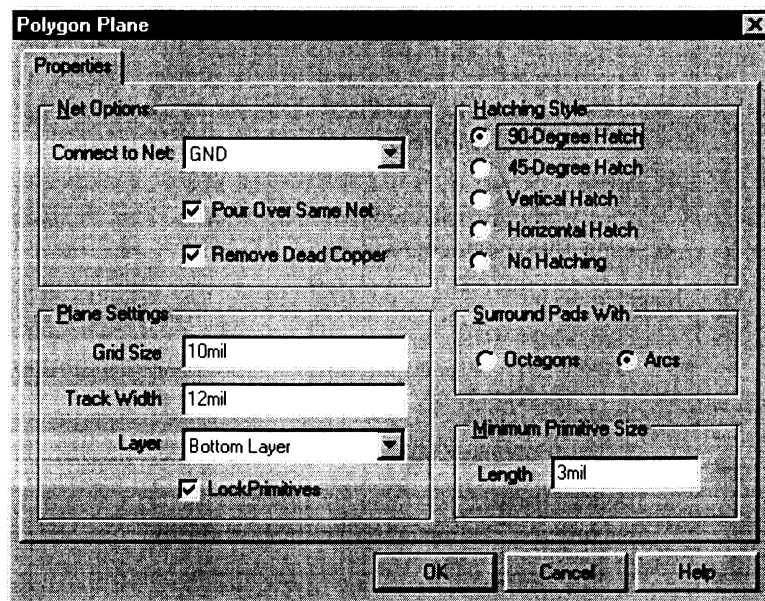 Polygon Plane
Properties
Net Options
Connect to Net: GND
Pour Over Same Net
Remove Dead Copper
Hatching Style
90-Degree Hatch
45-Degree Hatch
Vertical Hatch
Horizontal Hatch
No Hatching
Plane Settings
Grid Size 10mil
Track Width 12mil
Layer Bottom Layer
LockPrimitives
Surround Pads With
Octagons Arcs
Minimum Primitive Size
Length 3mil
OK Cancel Help